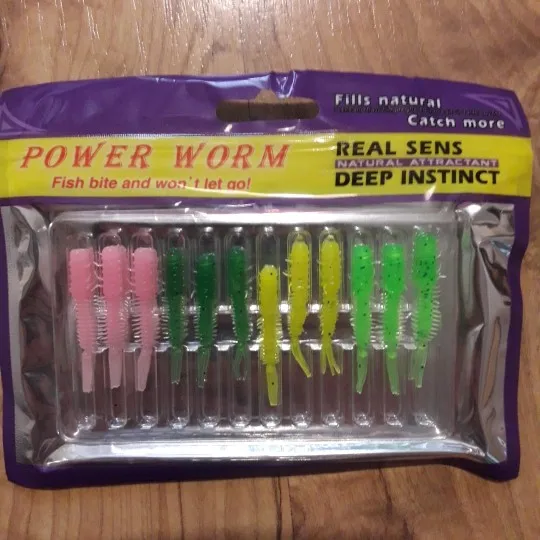 Fills natural
Catch more
POWER WORM
Fish bite and won't let go!
REAL SENS
NATURAL ATTRACTANT
DEEP INSTINCT